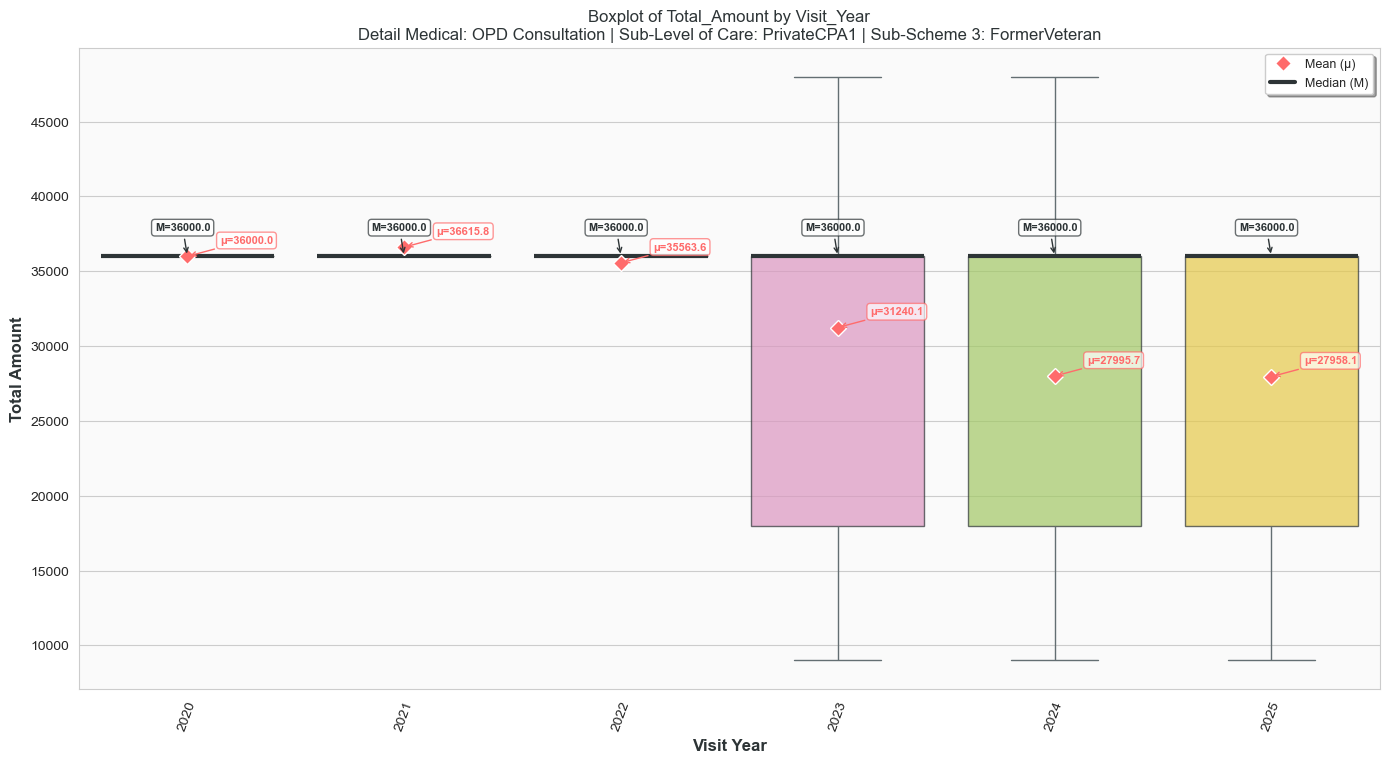 Boxplot of Total_Amount by Visit_Year
Detail Medical: OPD Consultation | Sub-Level of Care: PrivateCPA1 | Sub-Scheme 3: FormerVeteran
Mean (μ)
Median (M)
Total Amount
45000
40000
35000
30000
25000
20000
15000
10000
M=36000.0
μ=36000.0
M=36000.0
μ=36615.8
M=36000.0
μ=35563.6
M=36000.0
μ=31240.1
M=36000.0
μ=27995.7
M=36000.0
μ=27958.1
2020
2021
2022
2023
2024
2025
Visit Year